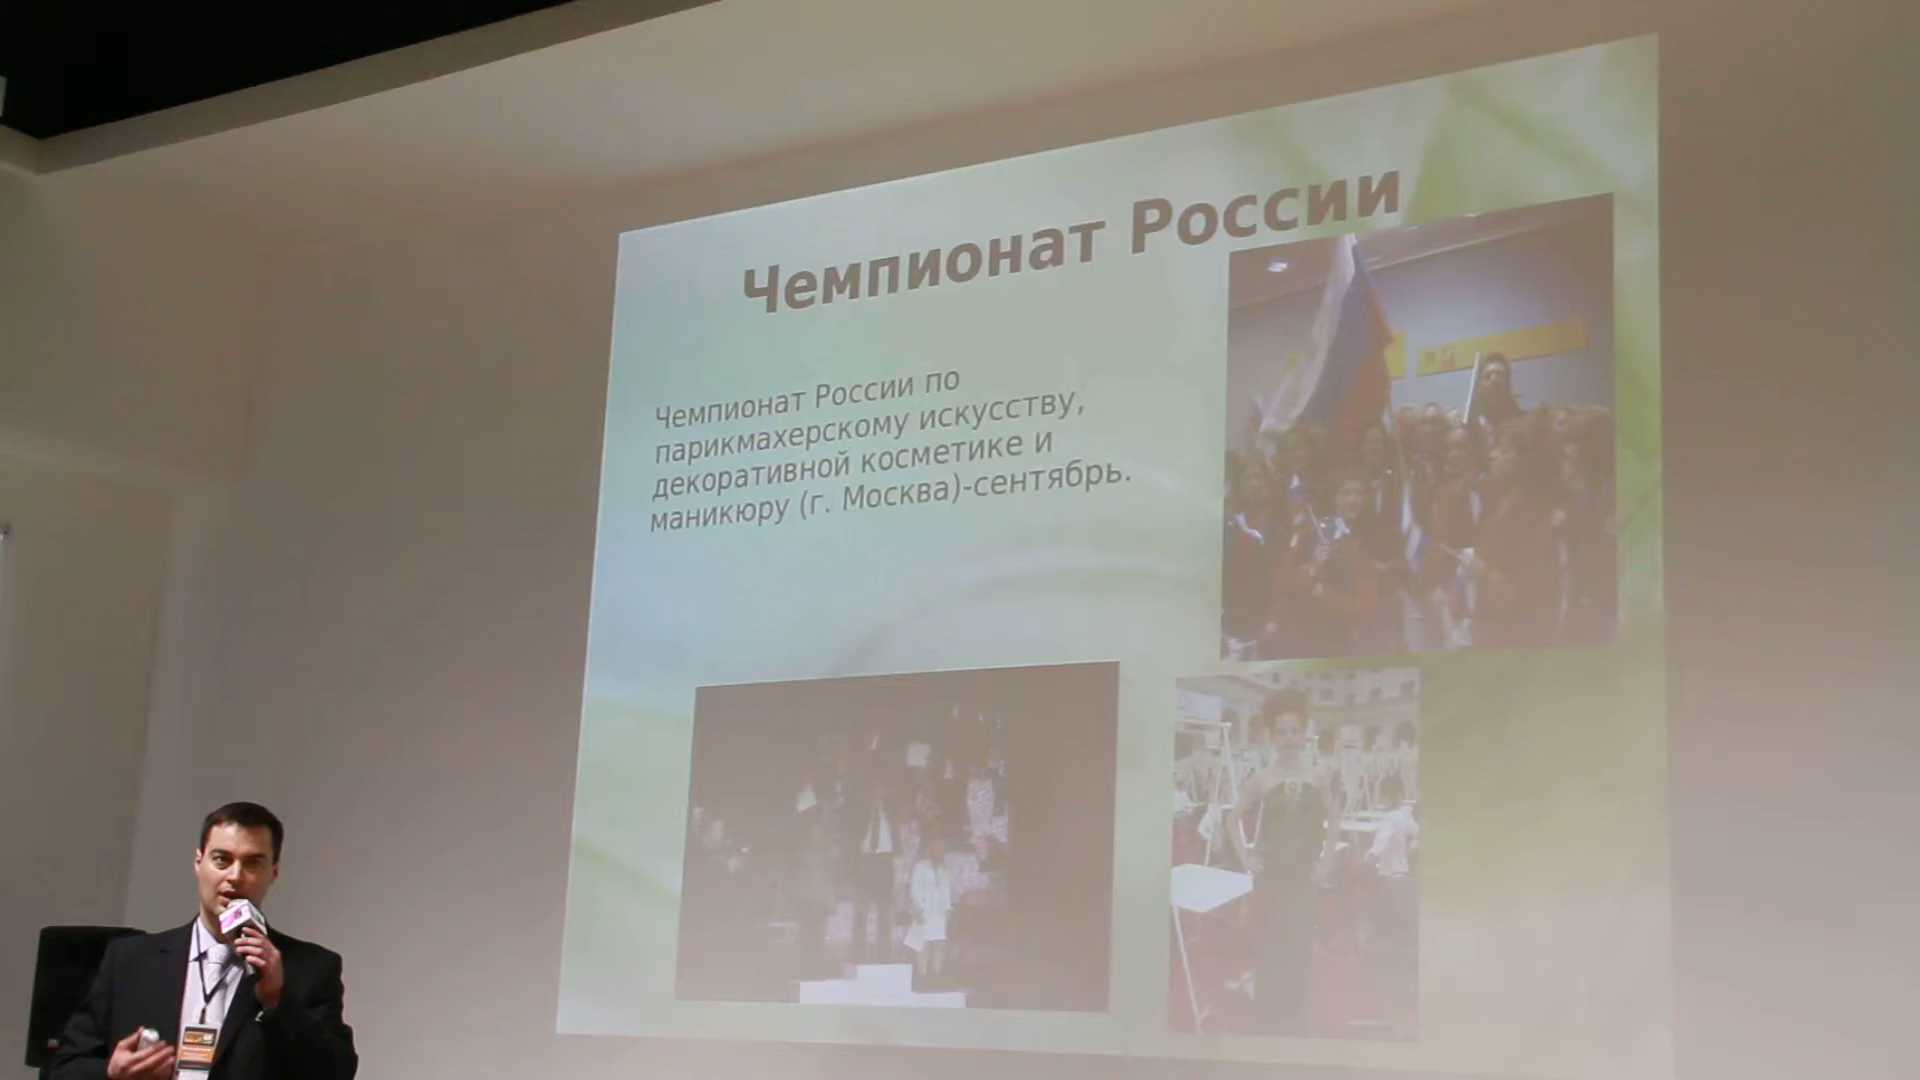 Чемпионат России
Чемпионат России по
парикмахерскому искусству,
декоративной косметике и
маникюру (г. Москва)-сентябрь.